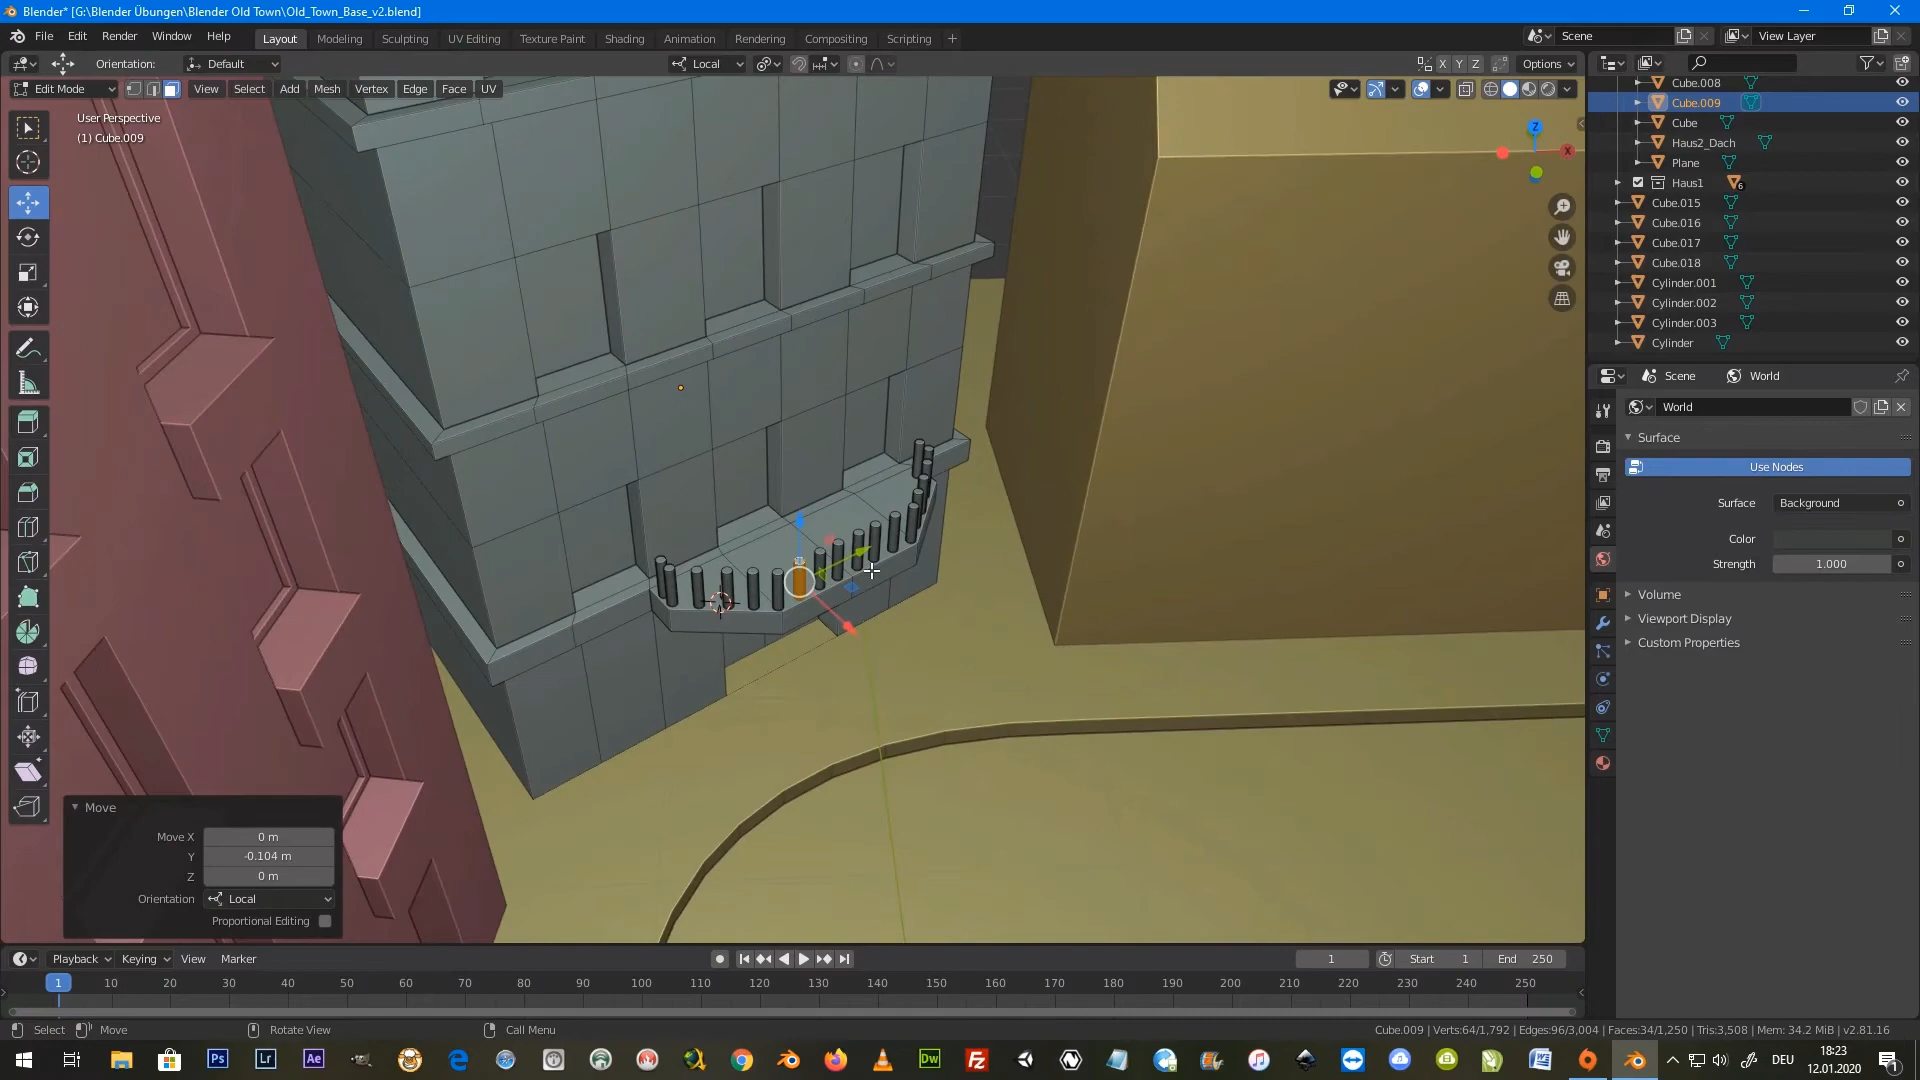 Blender* [G:\Blender Übungen\Blender Old Town\Old_Town_Base_v2.blend]
File Edit Render Window Help Layout Modeling Sculpting UV Editing Texture Paint Shading Animation Rendering Compositing Scripting + Scene View Layer
Orientation: Default Local X Y Z Options
Edit Mode View Select Add Mesh Vertex Edge Face UV
User Perspective
(1) Cube.009
Z
X
Cube.008
Cube.009
Cube
Haus2_Dach
Plane
Haus1 6
Cube.015
Cube.016
Cube.017
Cube.018
Cylinder.001
Cylinder.002
Cylinder.003
Cylinder
Scene World
World
Surface
Use Nodes
Surface Background
Color
Strength 1.000
Volume
Viewport Display
Custom Properties
Move
Move X 0 m
Y -0.104 m
Z 0 m
Orientation Local
Proportional Editing
Playback Keying View Marker 1 Start 1 End 250
1 10 20 30 40 50 60 70 80 90 100 110 120 130 140 150 160 170 180 190 200 210 220 230 240 250
Select Move Rotate View Call Menu Cube.009 | Verts:64/1,792 | Edges:96/3,004 | Faces:34/1,250 | Tris:3,508 | Mem: 34.2 MiB | v2.81.16
Ps Lr Ae Dw Fz DEU 18:23
12.01.2020
1